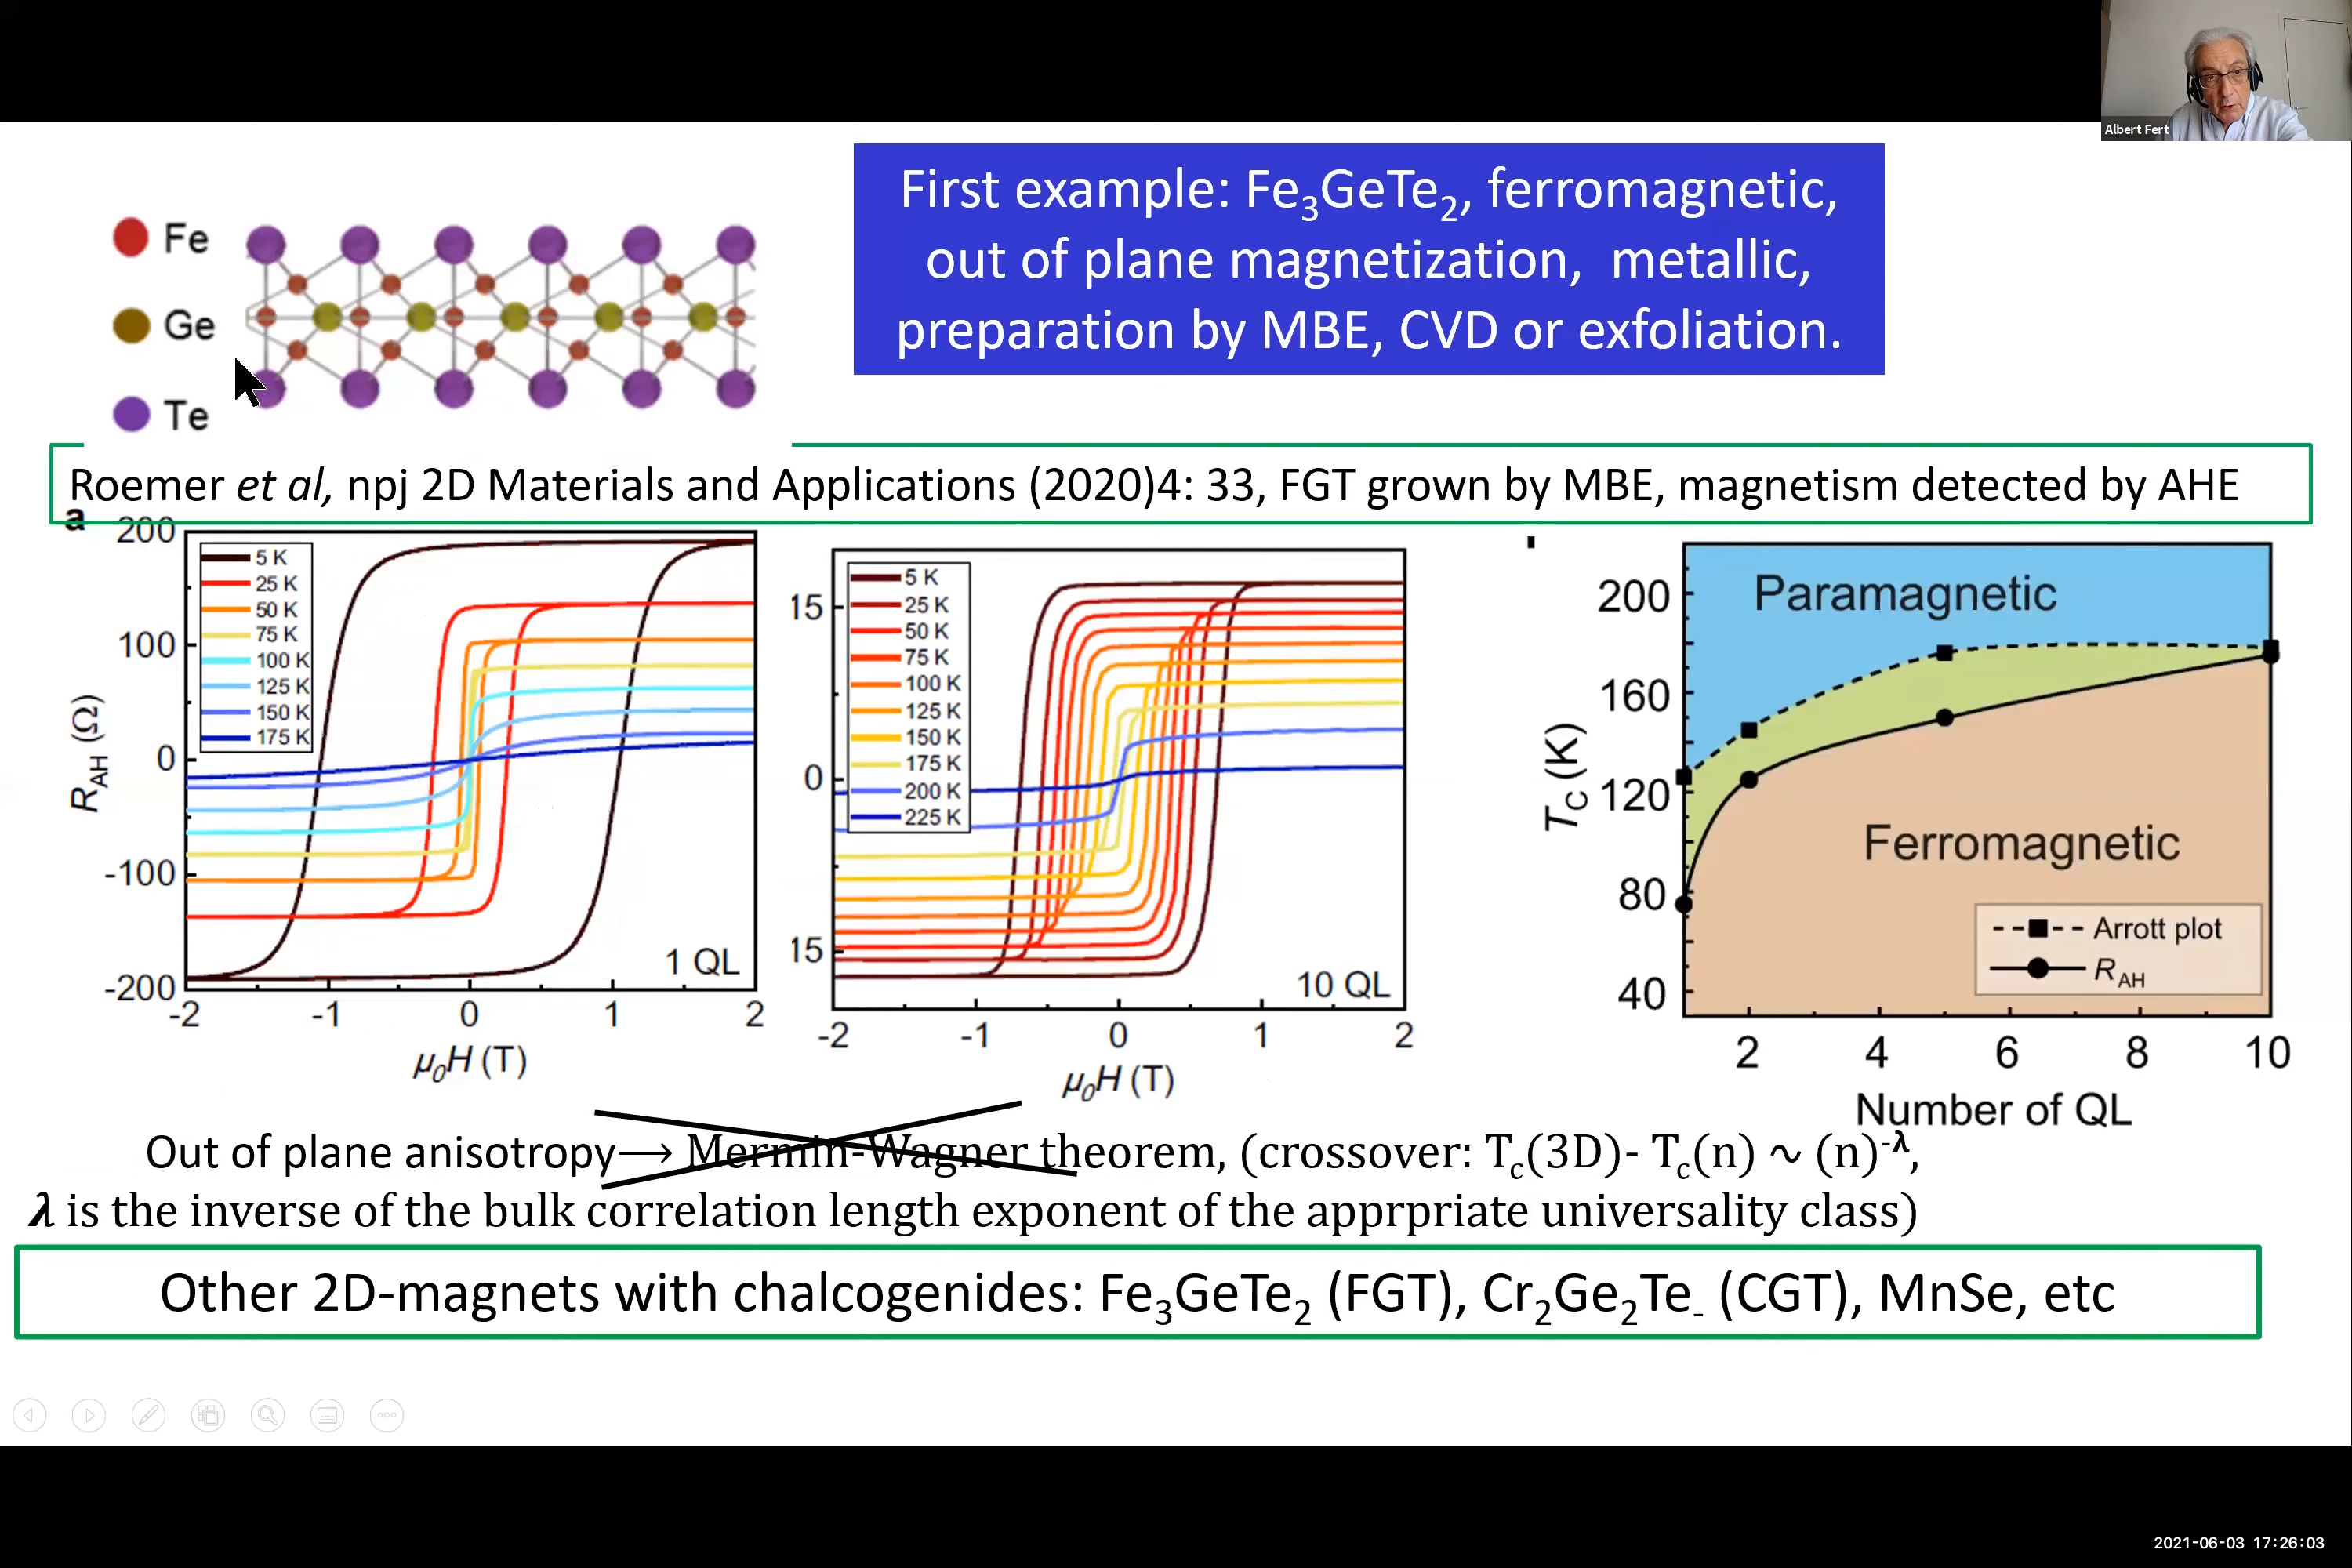 Albert Fert
First example: Fe₃GeTe₂, ferromagnetic,
out of plane magnetization, metallic,
preparation by MBE, CVD or exfoliation.
Fe
Ge
Te
Roemer et al, npj 2D Materials and Applications (2020)4: 33, FGT grown by MBE, magnetism detected by AHE
a
200
100
0
-100
-200
R_AH (Ω)
5 K
25 K
50 K
75 K
100 K
125 K
150 K
175 K
1 QL
-2 -1 0 1 2
μ₀H (T)
15
0
15
5 K
25 K
50 K
75 K
100 K
125 K
150 K
175 K
200 K
225 K
10 QL
-2 -1 0 1 2
μ₀H (T)
200
160
120
80
40
T_C (K)
Paramagnetic
Ferromagnetic
Arrott plot
R_AH
2 4 6 8 10
Number of QL
Out of plane anisotropy→ Mermin-Wagner theorem, (crossover: T_c(3D)- T_c(n) ~ (n)^-λ,
λ is the inverse of the bulk correlation length exponent of the apprpriate universality class)
Other 2D-magnets with chalcogenides: Fe₃GeTe₂ (FGT), Cr₂Ge₂Te₋ (CGT), MnSe, etc
2021-06-03 17:26:03